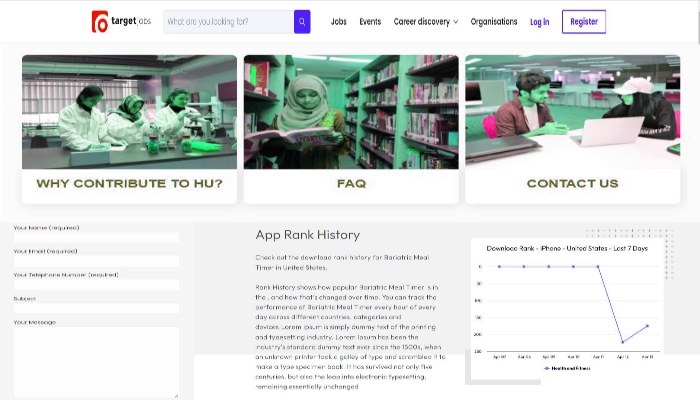 targetjobs
What are you looking for?
Jobs
Events
Career discovery
Organisations
Log in
Register
WHY CONTRIBUTE TO HU?
FAQ
CONTACT US
Your Name (required)
Your Email (required)
Your Telephone Number (required)
Subject
Your Message
App Rank History
Check out the download rank history for Bariatric Meal
Timer in United States.
Rank History shows how popular Bariatric Meal Timer is in
the , and how that's changed over time. You can track the
performance of Bariatric Meal Timer every hour of every
day across different countries, categories and
devices. Lorem Ipsum is simply dummy text of the printing
and typesetting industry. Lorem Ipsum has been the
industry's standard dummy text ever since the 1500s, when
an unknown printer took a galley of type and scrambled it to
make a type specimen book. It has survived not only five
centuries, but also the leap into electronic typesetting,
remaining essentially unchanged.
Download Rank - iPhone - United States - Last 7 Days
0
50
100
150
200
250
Apr 07
Apr 08
Apr 09
Apr 10
Apr 11
Apr 12
Apr 13
Health and Fitness